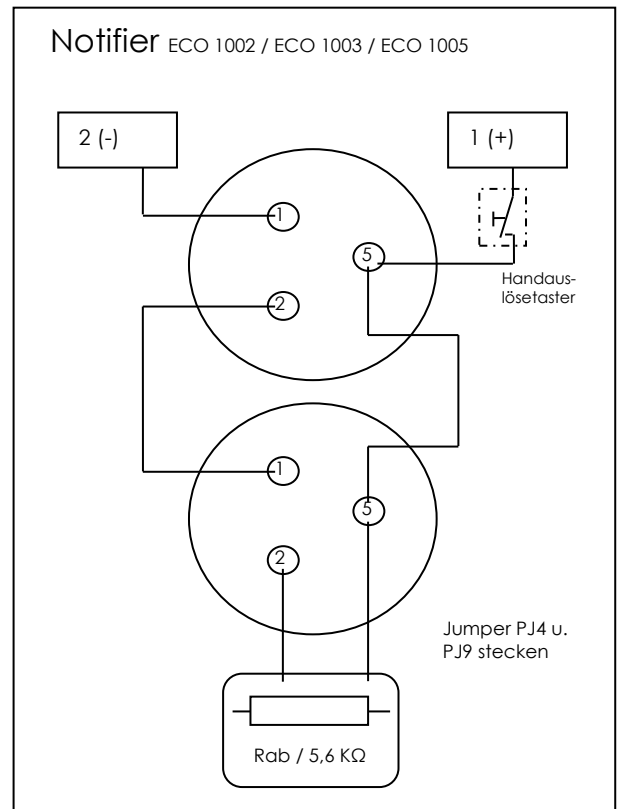 Notifier ECO 1002 / ECO 1003 / ECO 1005
2 (-)
1 (+)
1
5
2
Handaus-
lösetaster
1
5
2
Jumper PJ4 u.
PJ9 stecken
Rab / 5,6 KΩ